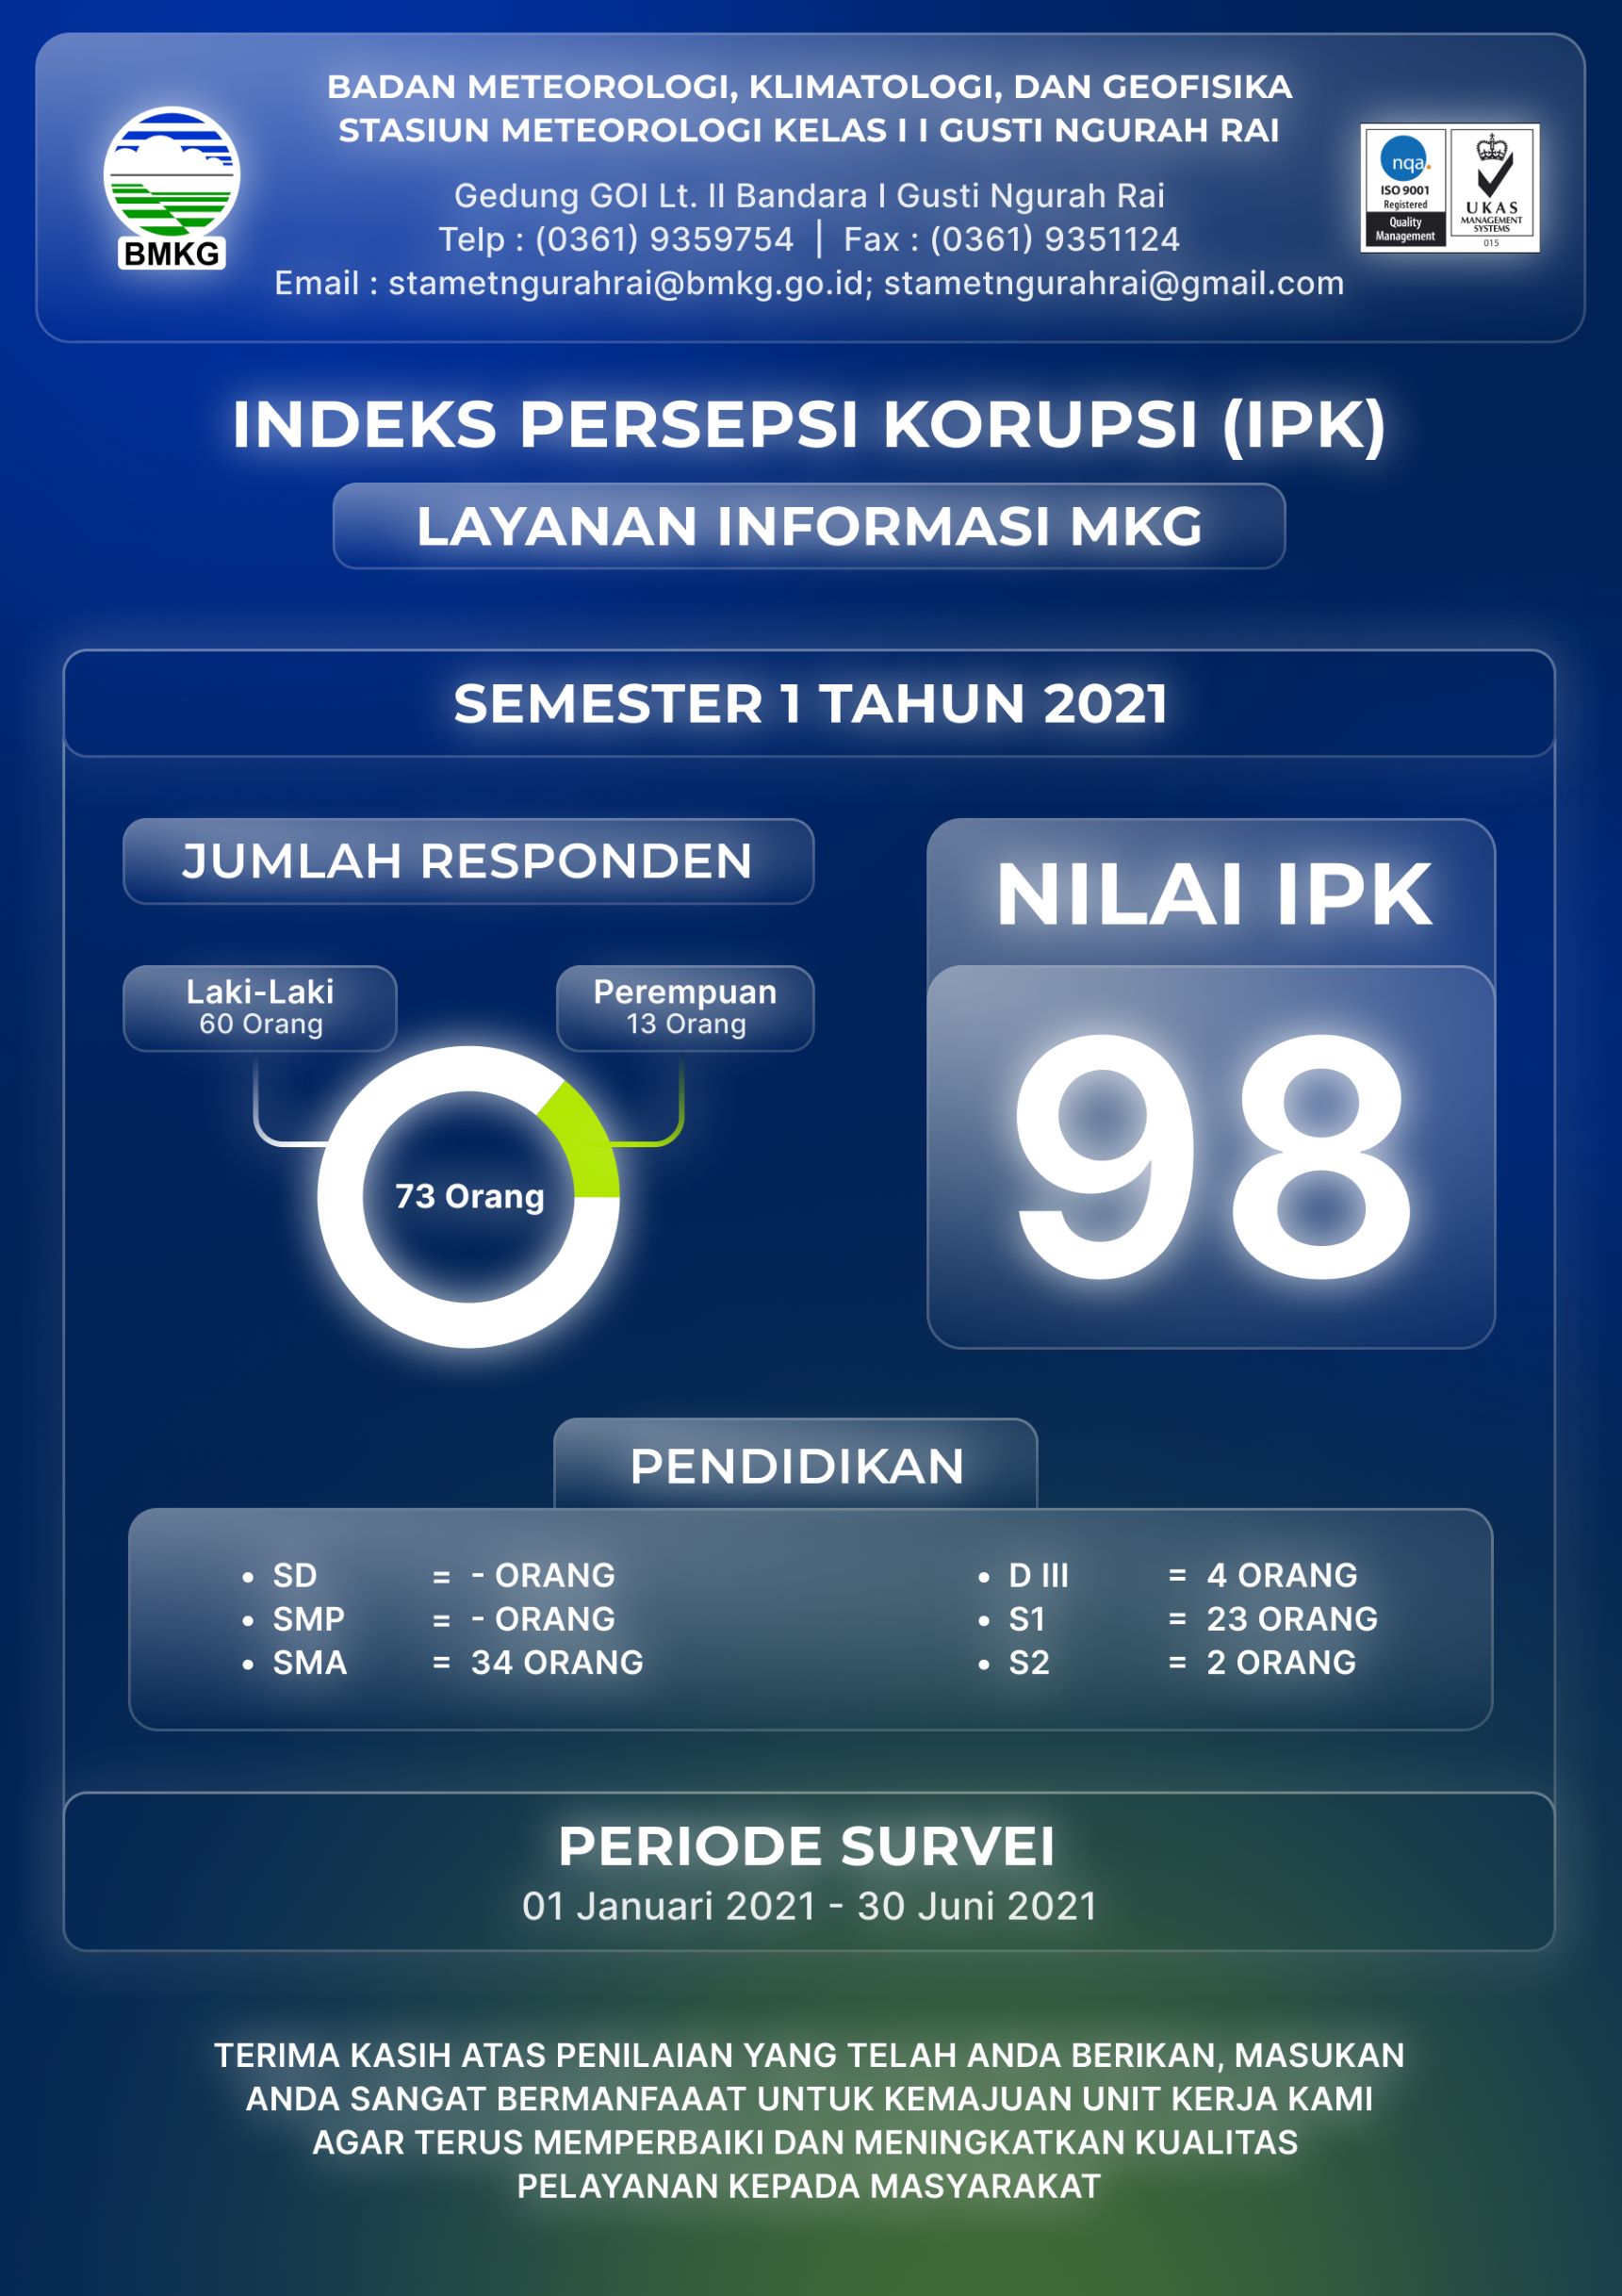 BADAN METEOROLOGI, KLIMATOLOGI, DAN GEOFISIKA
STASIUN METEOROLOGI KELAS I I GUSTI NGURAH RAI
Gedung GOI Lt. II Bandara I Gusti Ngurah Rai
Telp : (0361) 9359754 | Fax : (0361) 9351124
Email : stametngurahrai@bmkg.go.id; stametngurahrai@gmail.com
BMKG
nqa.
ISO 9001
Registered
Quality
Management
UKAS
MANAGEMENT
SYSTEMS
015
INDEKS PERSEPSI KORUPSI (IPK)
LAYANAN INFORMASI MKG
SEMESTER 1 TAHUN 2021
JUMLAH RESPONDEN
Laki-Laki
60 Orang
Perempuan
13 Orang
73 Orang
NILAI IPK
98
PENDIDIKAN
• SD = - ORANG
• SMP = - ORANG
• SMA = 34 ORANG
• D III = 4 ORANG
• S1 = 23 ORANG
• S2 = 2 ORANG
PERIODE SURVEI
01 Januari 2021 - 30 Juni 2021
TERIMA KASIH ATAS PENILAIAN YANG TELAH ANDA BERIKAN, MASUKAN
ANDA SANGAT BERMANFAAAT UNTUK KEMAJUAN UNIT KERJA KAMI
AGAR TERUS MEMPERBAIKI DAN MENINGKATKAN KUALITAS
PELAYANAN KEPADA MASYARAKAT